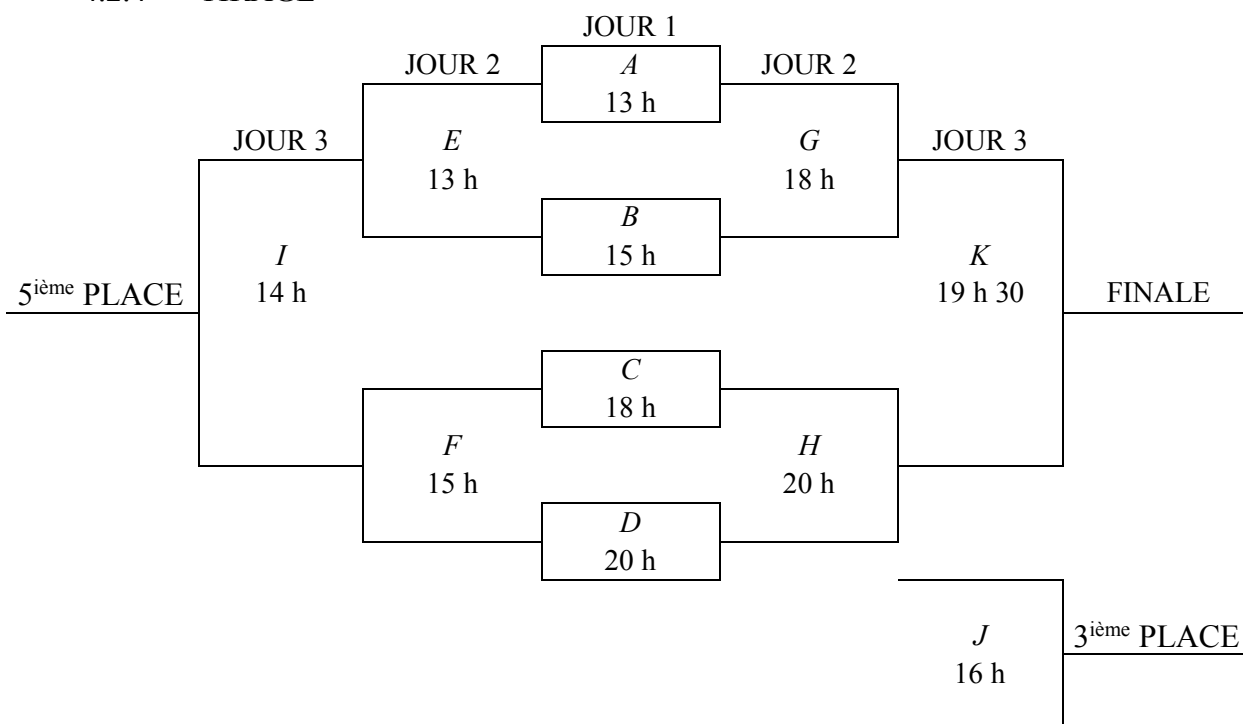 JOUR 1
JOUR 2
A
JOUR 2
13 h
JOUR 3
E
G
JOUR 3
13 h
18 h
B
I
15 h
K
5ième PLACE
14 h
19 h 30
FINALE
C
18 h
F
H
15 h
20 h
D
20 h
J
3ième PLACE
16 h